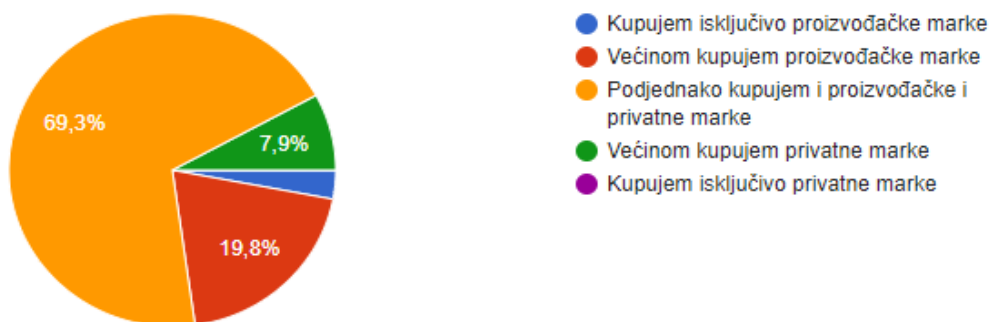 69,3%
7,9%
19,8%
Kupujem isključivo proizvođačke marke
Većinom kupujem proizvođačke marke
Podjednako kupujem i proizvođačke i
privatne marke
Većinom kupujem privatne marke
Kupujem isključivo privatne marke